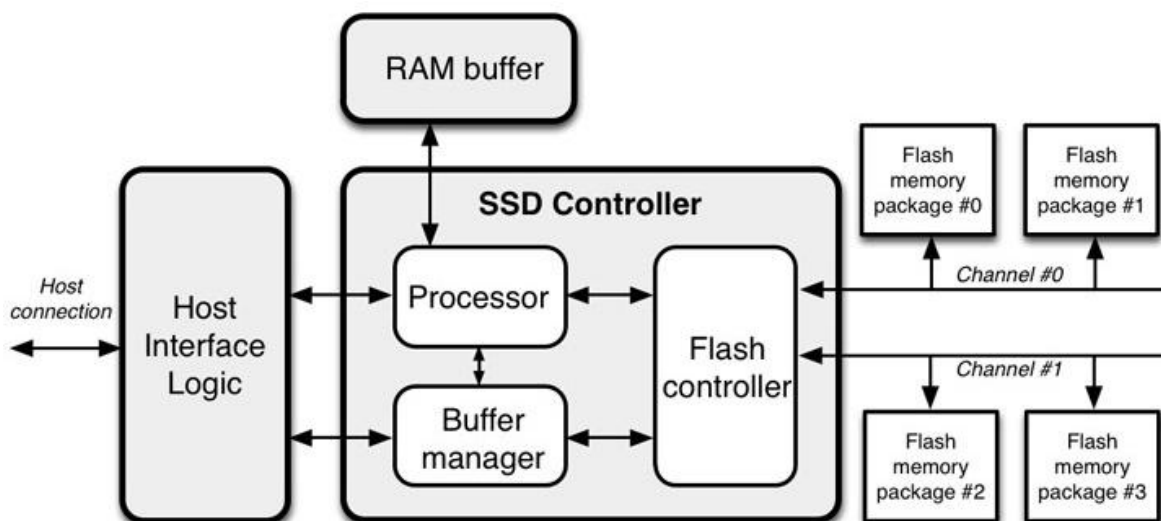 RAM buffer
SSD Controller
Host
connection
Host
Interface
Logic
Processor
Buffer
manager
Flash
controller
Flash
memory
package #0
Flash
memory
package #1
Channel #0
Channel #1
Flash
memory
package #2
Flash
memory
package #3